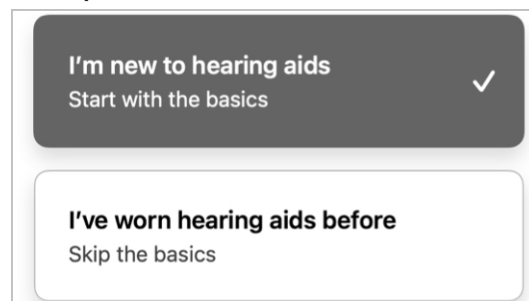 I’m new to hearing aids
Start with the basics
I’ve worn hearing aids before
Skip the basics